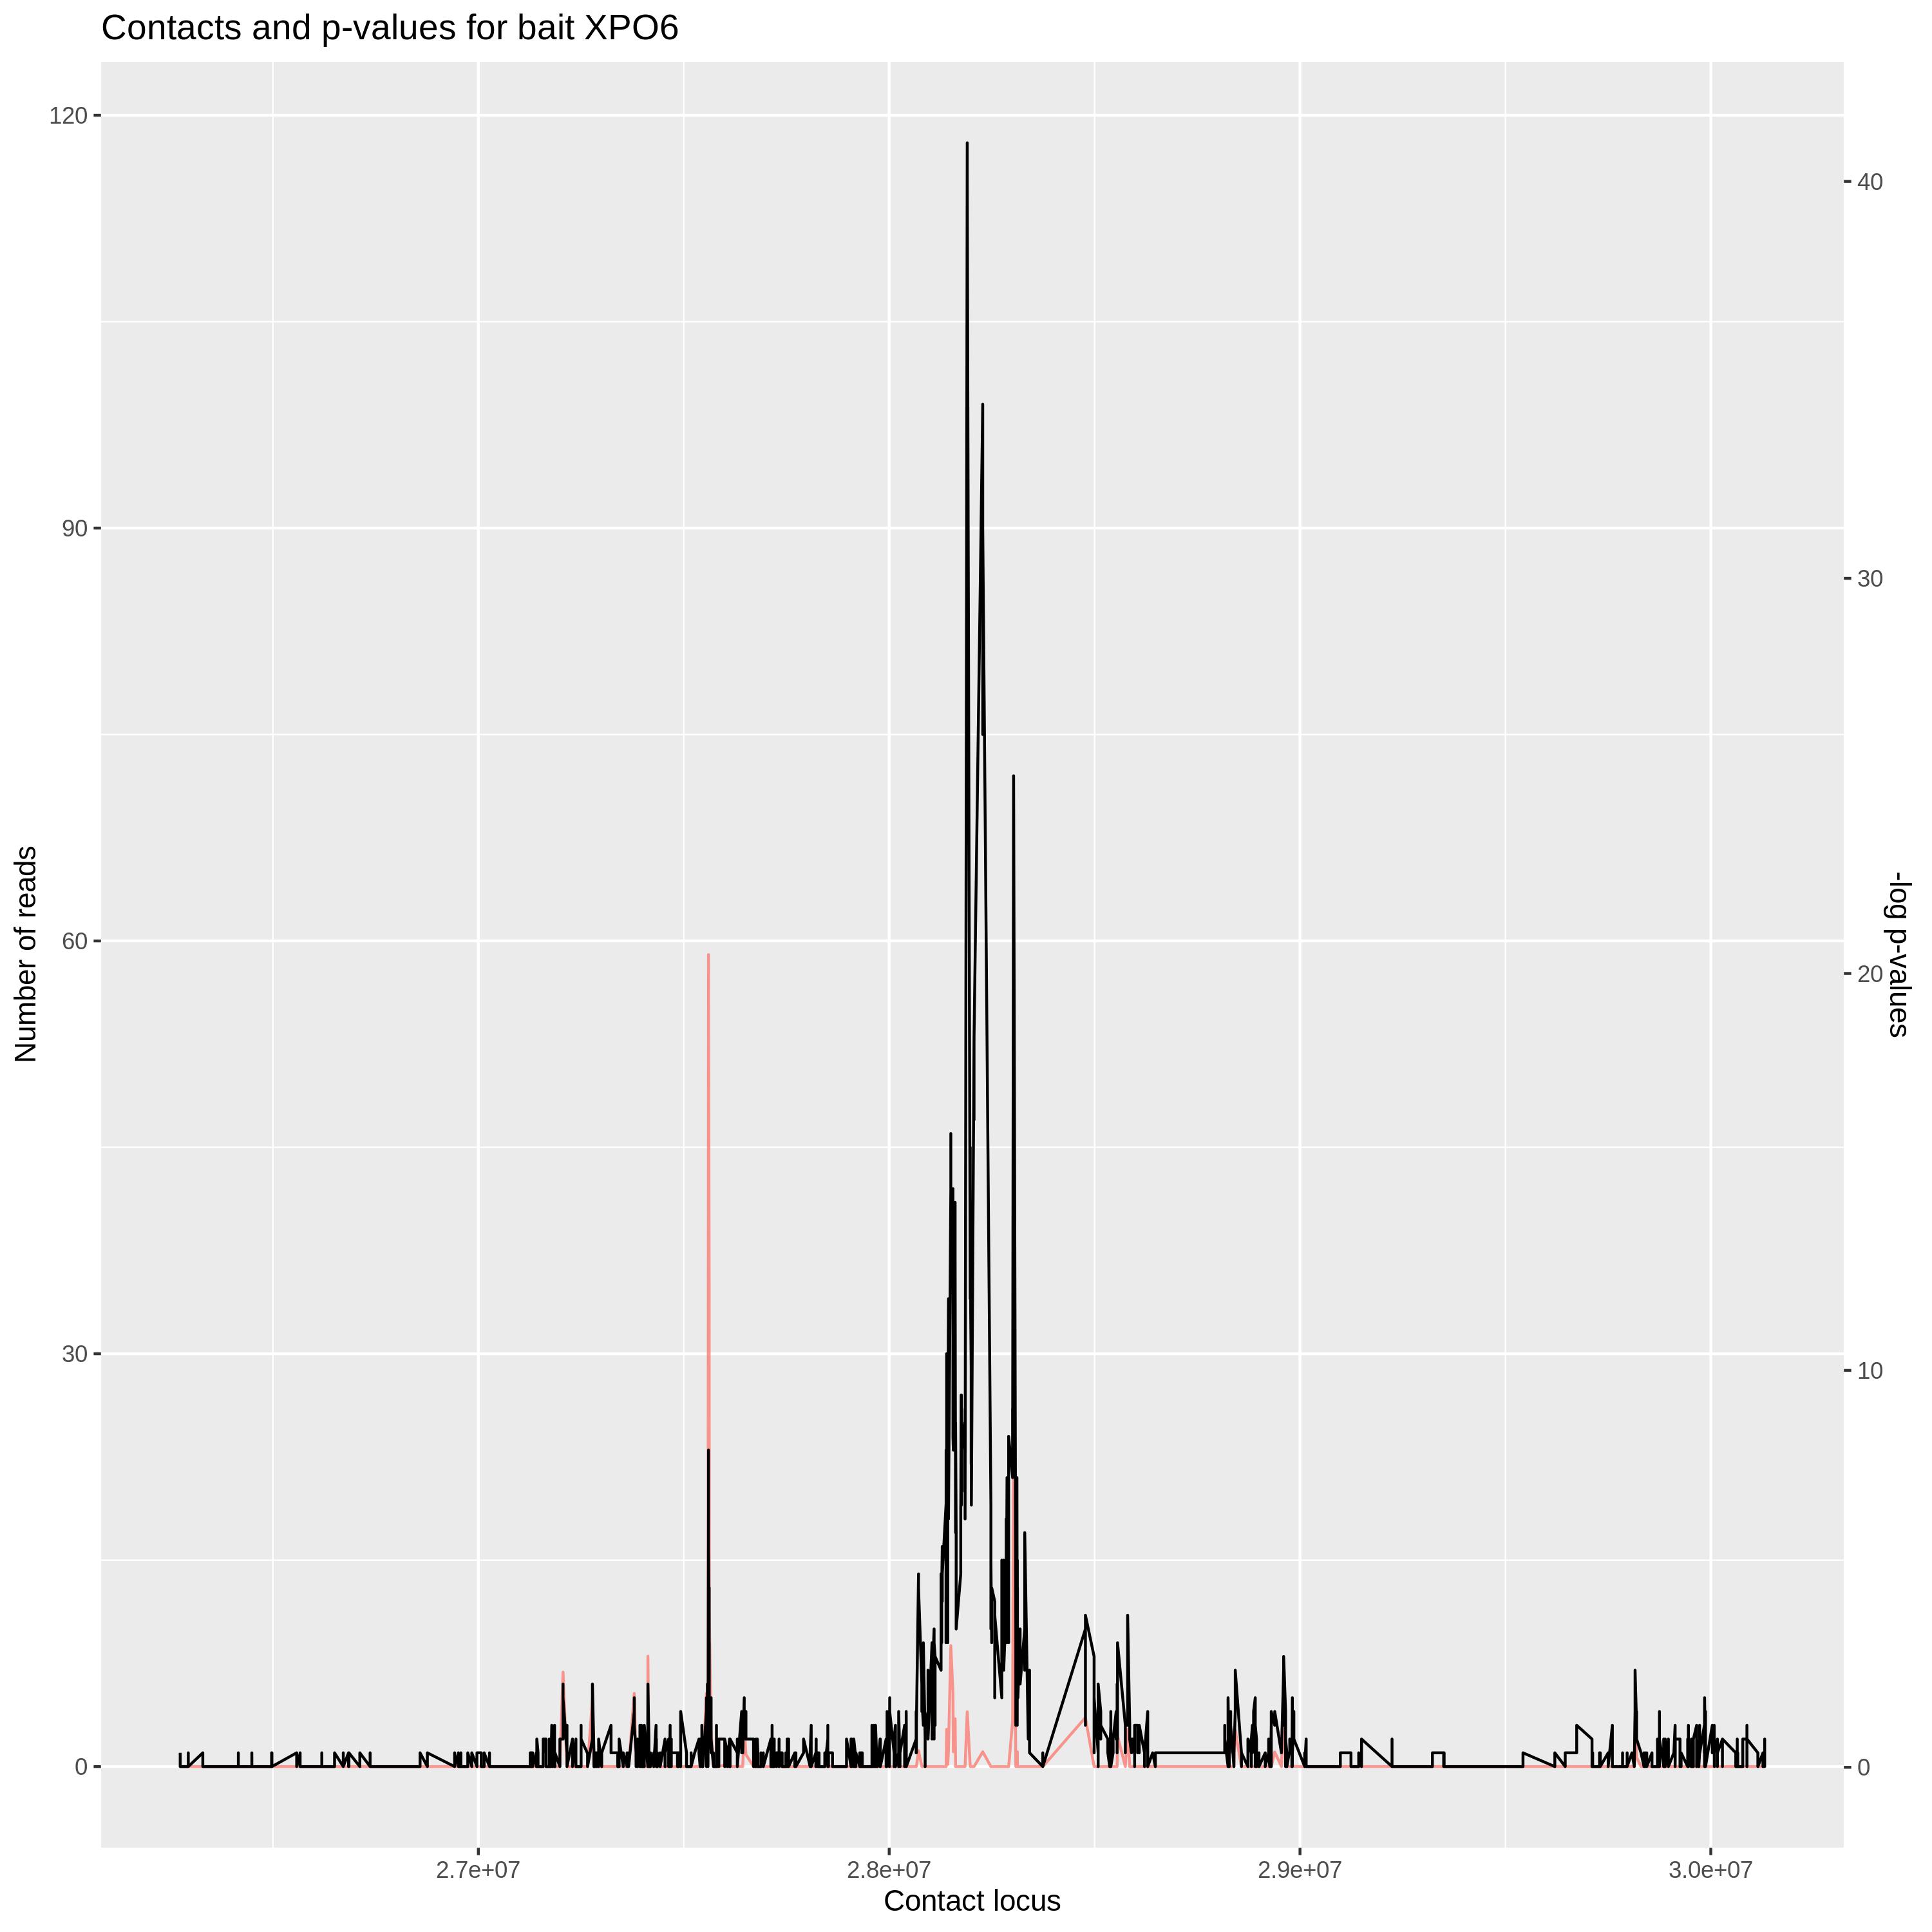 Contacts and p-values for bait XPO6
120
90
60
30
0
Number of reads
40
30
20
10
0
-log p-values
2.7e+07
2.8e+07
2.9e+07
3.0e+07
Contact locus